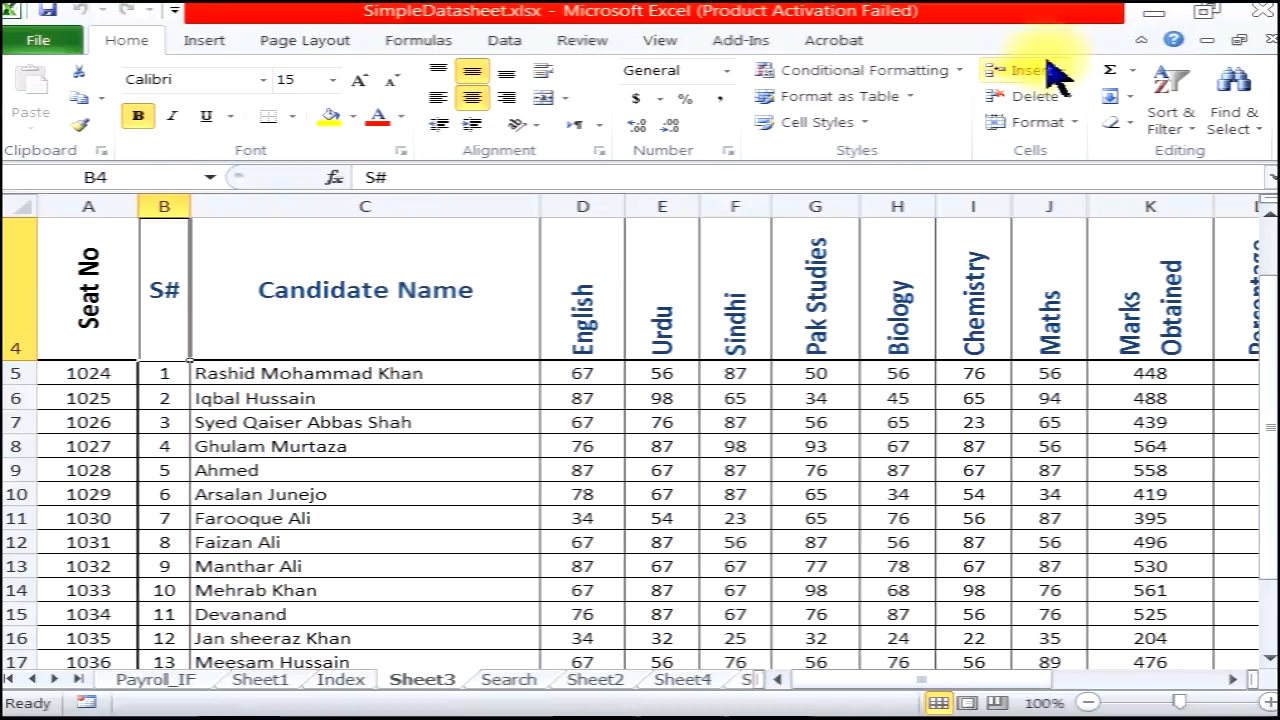 SimpleDatasheet.xlsx - Microsoft Excel (Product Activation Failed)
File Home Insert Page Layout Formulas Data Review View Add-Ins Acrobat
Paste
Calibri 15 A A
B I U A
General
$ % ,
Conditional Formatting
Format as Table
Cell Styles
Insert
Delete
Format
Σ
Sort & Filter
Find & Select
Clipboard Font Alignment Number Styles Cells Editing
B4 fx S#
A B C D E F G H I J K
4 Seat No S# Candidate Name English Urdu Sindhi Pak Studies Biology Chemistry Maths Marks Obtained
5 1024 1 Rashid Mohammad Khan 67 56 87 50 56 76 56 448
6 1025 2 Iqbal Hussain 87 98 65 34 45 65 94 488
7 1026 3 Syed Qaiser Abbas Shah 67 76 87 56 65 23 65 439
8 1027 4 Ghulam Murtaza 76 87 98 93 67 87 56 564
9 1028 5 Ahmed 87 67 87 76 87 67 87 558
10 1029 6 Arsalan Junejo 78 67 87 65 34 54 34 419
11 1030 7 Farooque Ali 34 54 23 65 76 56 87 395
12 1031 8 Faizan Ali 67 87 56 87 56 87 56 496
13 1032 9 Manthar Ali 87 67 67 77 78 67 87 530
14 1033 10 Mehrab Khan 67 87 67 98 68 98 76 561
15 1034 11 Devanand 76 87 67 76 87 56 76 525
16 1035 12 Jan sheeraz Khan 34 32 25 32 24 22 35 204
17 1036 13 Meesam Hussain 67 56 76 56 76 56 89 476
Payroll_IF Sheet1 Index Sheet3 Search Sheet2 Sheet4 S
Ready 100%